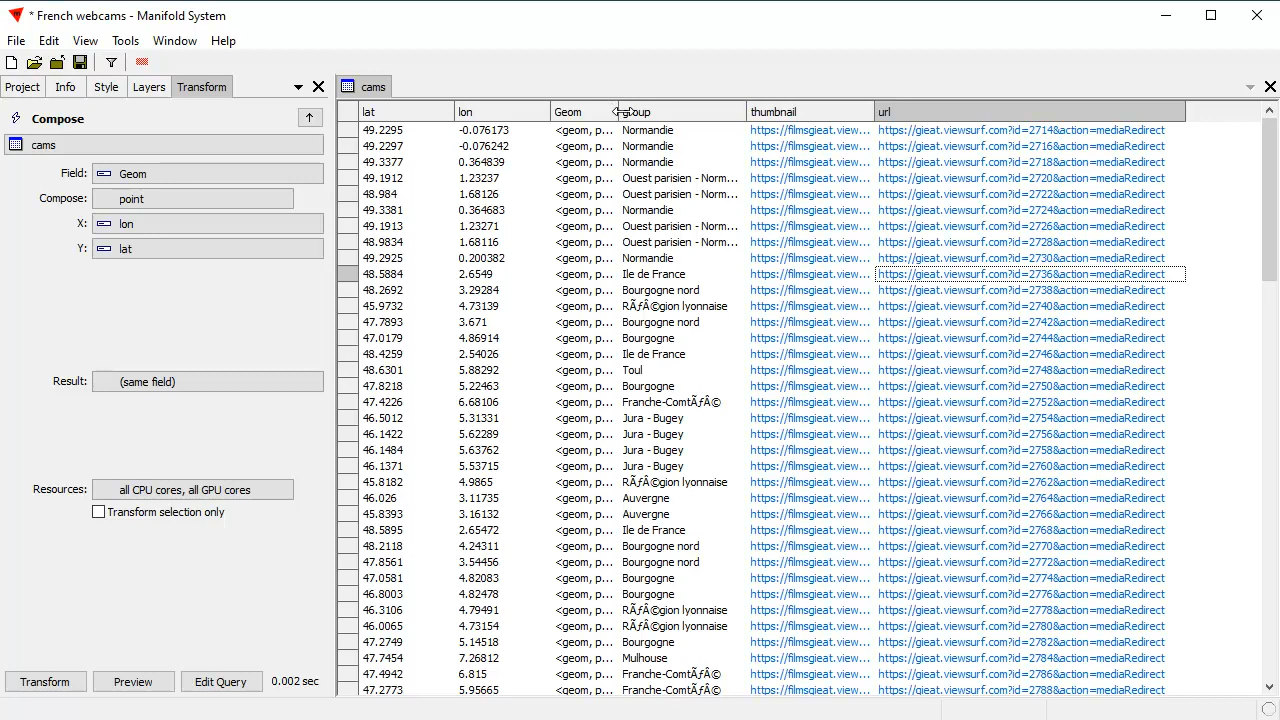 * French webcams - Manifold System
File Edit View Tools Window Help
Project Info Style Layers Transform
cams
Compose
cams
Field: Geom
Compose: point
X: lon
Y: lat
Result: (same field)
Resources: all CPU cores, all GPU cores
Transform selection only
Transform Preview Edit Query 0.002 sec
lat lon Geom group thumbnail url
49.2295 -0.076173 <geom, p... Normandie https://filmsgieat.view... https://gieat.viewsurf.com?id=2714&action=mediaRedirect
49.2297 -0.076242 <geom, p... Normandie https://filmsgieat.view... https://gieat.viewsurf.com?id=2716&action=mediaRedirect
49.3377 0.364839 <geom, p... Normandie https://filmsgieat.view... https://gieat.viewsurf.com?id=2718&action=mediaRedirect
49.1912 1.23237 <geom, p... Ouest parisien - Norm... https://filmsgieat.view... https://gieat.viewsurf.com?id=2720&action=mediaRedirect
48.984 1.68126 <geom, p... Ouest parisien - Norm... https://filmsgieat.view... https://gieat.viewsurf.com?id=2722&action=mediaRedirect
49.3381 0.364683 <geom, p... Normandie https://filmsgieat.view... https://gieat.viewsurf.com?id=2724&action=mediaRedirect
49.1913 1.23271 <geom, p... Ouest parisien - Norm... https://filmsgieat.view... https://gieat.viewsurf.com?id=2726&action=mediaRedirect
48.9834 1.68116 <geom, p... Ouest parisien - Norm... https://filmsgieat.view... https://gieat.viewsurf.com?id=2728&action=mediaRedirect
49.2925 0.200382 <geom, p... Normandie https://filmsgieat.view... https://gieat.viewsurf.com?id=2730&action=mediaRedirect
48.5884 2.6549 <geom, p... Ile de France https://filmsgieat.view... https://gieat.viewsurf.com?id=2736&action=mediaRedirect
48.2692 3.29284 <geom, p... Bourgogne nord https://filmsgieat.view... https://gieat.viewsurf.com?id=2738&action=mediaRedirect
45.9732 4.73139 <geom, p... RÃƒÂ©gion lyonnaise https://filmsgieat.view... https://gieat.viewsurf.com?id=2740&action=mediaRedirect
47.7893 3.671 <geom, p... Bourgogne nord https://filmsgieat.view... https://gieat.viewsurf.com?id=2742&action=mediaRedirect
47.0179 4.86914 <geom, p... Bourgogne https://filmsgieat.view... https://gieat.viewsurf.com?id=2744&action=mediaRedirect
48.4259 2.54026 <geom, p... Ile de France https://filmsgieat.view... https://gieat.viewsurf.com?id=2746&action=mediaRedirect
48.6301 5.88292 <geom, p... Toul https://filmsgieat.view... https://gieat.viewsurf.com?id=2748&action=mediaRedirect
47.8218 5.22463 <geom, p... Bourgogne https://filmsgieat.view... https://gieat.viewsurf.com?id=2750&action=mediaRedirect
47.4226 6.68106 <geom, p... Franche-ComtÃƒÂ© https://filmsgieat.view... https://gieat.viewsurf.com?id=2752&action=mediaRedirect
46.5012 5.31331 <geom, p... Jura - Bugey https://filmsgieat.view... https://gieat.viewsurf.com?id=2754&action=mediaRedirect
46.1422 5.62289 <geom, p... Jura - Bugey https://filmsgieat.view... https://gieat.viewsurf.com?id=2756&action=mediaRedirect
46.1484 5.63762 <geom, p... Jura - Bugey https://filmsgieat.view... https://gieat.viewsurf.com?id=2758&action=mediaRedirect
46.1371 5.53715 <geom, p... Jura - Bugey https://filmsgieat.view... https://gieat.viewsurf.com?id=2760&action=mediaRedirect
45.8182 4.9865 <geom, p... RÃƒÂ©gion lyonnaise https://filmsgieat.view... https://gieat.viewsurf.com?id=2762&action=mediaRedirect
46.026 3.11735 <geom, p... Auvergne https://filmsgieat.view... https://gieat.viewsurf.com?id=2764&action=mediaRedirect
45.8393 3.16132 <geom, p... Auvergne https://filmsgieat.view... https://gieat.viewsurf.com?id=2766&action=mediaRedirect
48.5895 2.65472 <geom, p... Ile de France https://filmsgieat.view... https://gieat.viewsurf.com?id=2768&action=mediaRedirect
48.2118 4.24311 <geom, p... Bourgogne nord https://filmsgieat.view... https://gieat.viewsurf.com?id=2770&action=mediaRedirect
47.8561 3.54456 <geom, p... Bourgogne nord https://filmsgieat.view... https://gieat.viewsurf.com?id=2772&action=mediaRedirect
47.0581 4.82083 <geom, p... Bourgogne https://filmsgieat.view... https://gieat.viewsurf.com?id=2774&action=mediaRedirect
46.8003 4.82478 <geom, p... Bourgogne https://filmsgieat.view... https://gieat.viewsurf.com?id=2776&action=mediaRedirect
46.3106 4.79491 <geom, p... RÃƒÂ©gion lyonnaise https://filmsgieat.view... https://gieat.viewsurf.com?id=2778&action=mediaRedirect
46.0065 4.73154 <geom, p... RÃƒÂ©gion lyonnaise https://filmsgieat.view... https://gieat.viewsurf.com?id=2780&action=mediaRedirect
47.2749 5.14518 <geom, p... Bourgogne https://filmsgieat.view... https://gieat.viewsurf.com?id=2782&action=mediaRedirect
47.7454 7.26812 <geom, p... Mulhouse https://filmsgieat.view... https://gieat.viewsurf.com?id=2784&action=mediaRedirect
47.4942 6.815 <geom, p... Franche-ComtÃƒÂ© https://filmsgieat.view... https://gieat.viewsurf.com?id=2786&action=mediaRedirect
47.2773 5.95665 <geom, p... Franche-ComtÃƒÂ© https://filmsgieat.view... https://gieat.viewsurf.com?id=2788&action=mediaRedirect